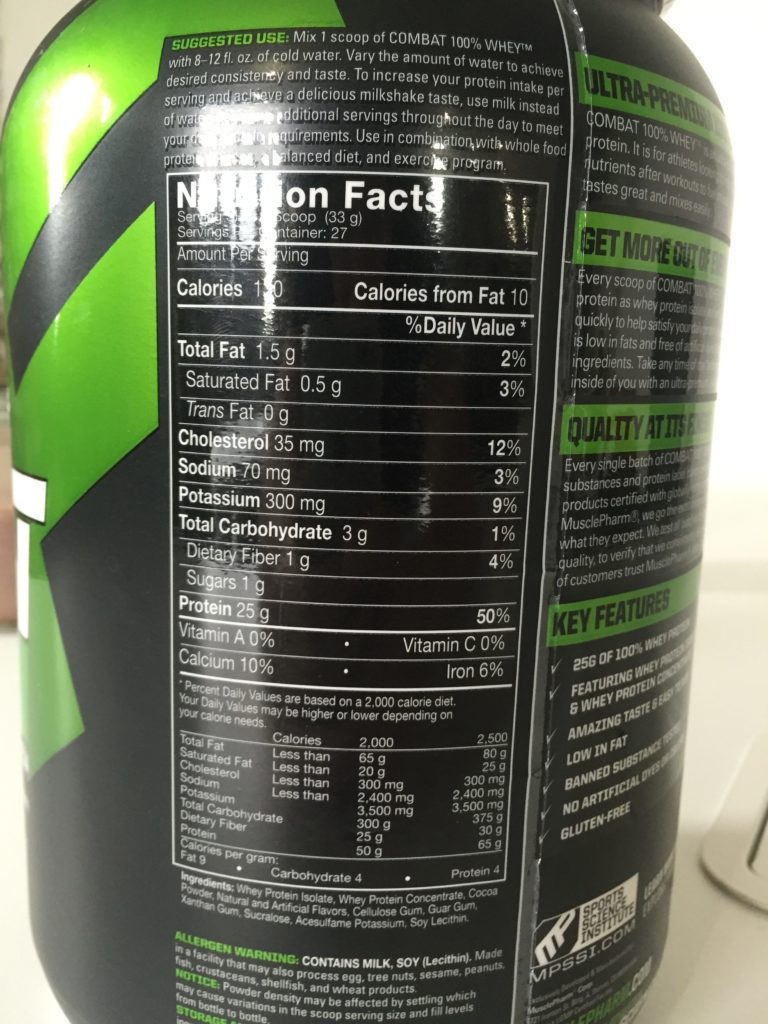 SUGGESTED USE: Mix 1 scoop of COMBAT 100% WHEY™
with 8–12 fl. oz. of cold water. Vary the amount of water to achieve
desired consistency and taste. To increase your protein intake per
serving and achieve a delicious milkshake taste, use milk instead
of additional servings throughout the day to meet
your requirements. Use in combination with whole food
balanced diet, and exercise program.
Nutrition Facts
Serving Scoop (33 g)
Servings Container: 27
Amount Per Serving
Calories Calories from Fat 10
%Daily Value *
Total Fat 1.5 g 2%
Saturated Fat 0.5 g 3%
Trans Fat 0 g
Cholesterol 35 mg 12%
Sodium 70 mg 3%
Potassium 300 mg 9%
Total Carbohydrate 3 g 1%
Dietary Fiber 1 g 4%
Sugars 1 g
Protein 25 g 50%
Vitamin A 0% • Vitamin C 0%
Calcium 10% • Iron 6%
* Percent Daily Values are based on a 2,000 calorie diet.
Your Daily Values may be higher or lower depending on
your calorie needs.
Calories 2,000 2,500
Total Fat Less than 65 g 80 g
Saturated Fat Less than 20 g 25 g
Cholesterol Less than 300 mg 300 mg
Sodium Less than 2,400 mg 2,400 mg
Potassium 3,500 mg 3,500 mg
Total Carbohydrate 300 g 375 g
Dietary Fiber 25 g 30 g
Protein 50 g 65 g
Calories per gram:
Fat 9 • Carbohydrate 4 • Protein 4
Ingredients: Whey Protein Isolate, Whey Protein Concentrate, Cocoa
Powder, Natural and Artificial Flavors, Cellulose Gum, Guar Gum,
Xanthan Gum, Sucralose, Acesulfame Potassium, Soy Lecithin.
ALLERGEN WARNING: CONTAINS MILK, SOY (Lecithin). Made
in a facility that may also process egg, tree nuts, sesame, peanuts,
fish, crustaceans, shellfish, and wheat products.
NOTICE: Powder density may be affected by settling which
may cause variations in the scoop serving size and fill levels
from bottle to bottle.
STORAGE
T
ULTRA-PREMIUM
COMBAT 100% WHEY™
protein. It is for athletes
nutrients after workouts to
tastes great and mixes easily
GET MORE OUT OF
Every scoop of COMBAT
protein as whey protein
quickly to help satisfy your
is low in fats and free of
ingredients. Take any time of
inside of you with an
QUALITY AT ITS
Every single batch of COMBAT
substances and protein
products certified with
MusclePharm®, we go the
what they expect. We test all
quality, to verify that we
of customers trust MusclePharm
KEY FEATURES
✓ 25G OF 100% WHEY PROTEIN
✓ FEATURING WHEY PROTEIN
& WHEY PROTEIN
✓ AMAZING TASTE & EASY
✓ LOW IN FAT
✓ BANNED SUBSTANCE
✓ NO ARTIFICIAL DYES
✓ GLUTEN-FREE
SPORTS
SCIENCE
INSTITUTE
MPSSI.COM